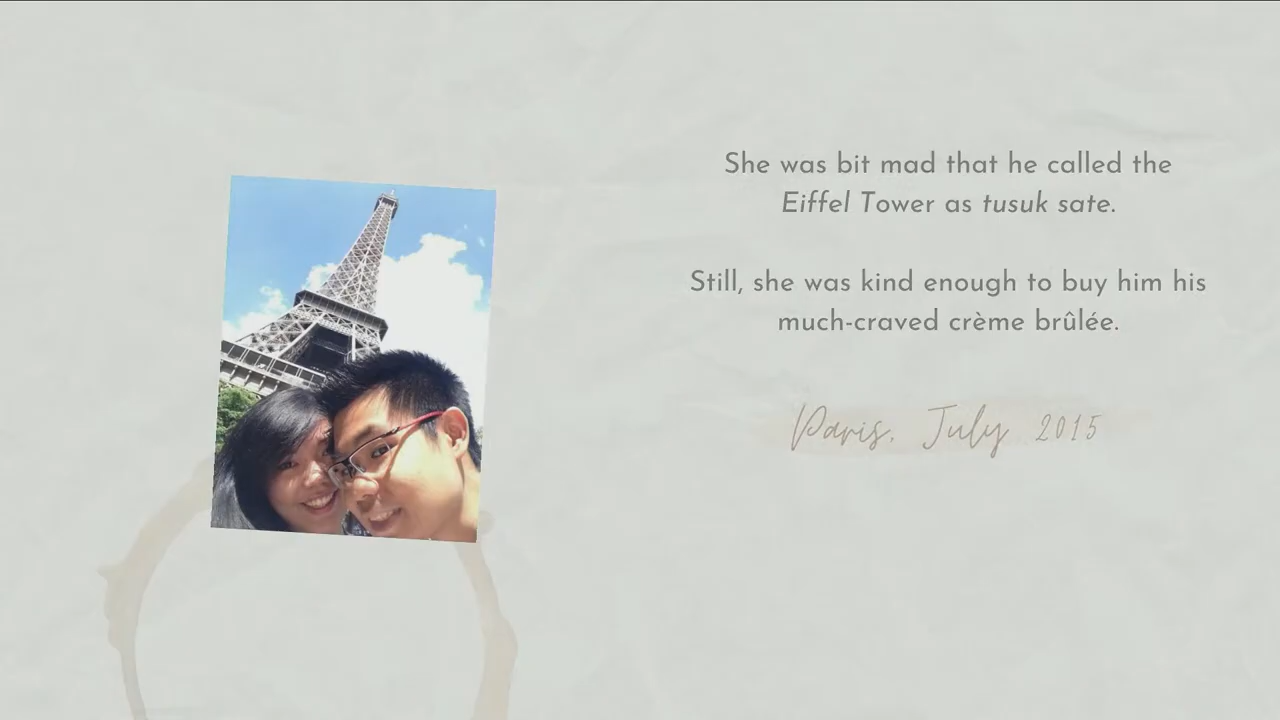 She was bit mad that he called the
Eiffel Tower as tusuk sate.
Still, she was kind enough to buy him his
much-craved crème brûlée.
Paris, July 2015